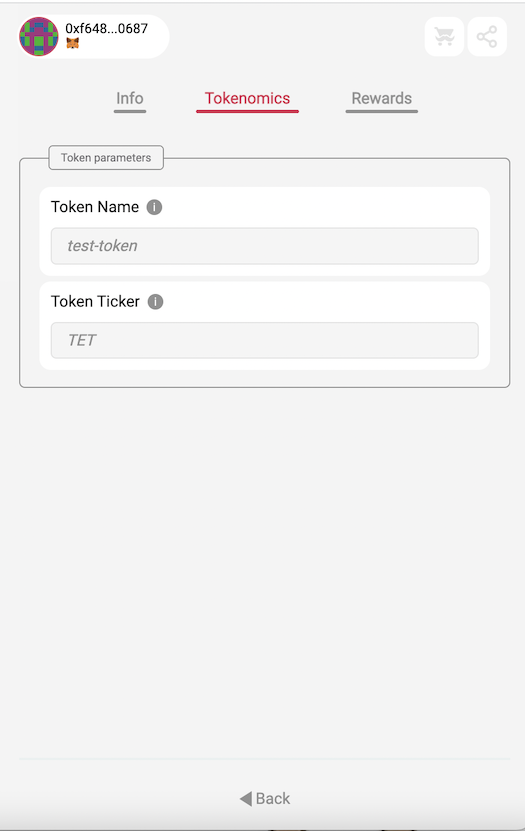 0xf648...0687
Info
Tokenomics
Rewards
Token parameters
Token Name
test-token
Token Ticker
TET
Back